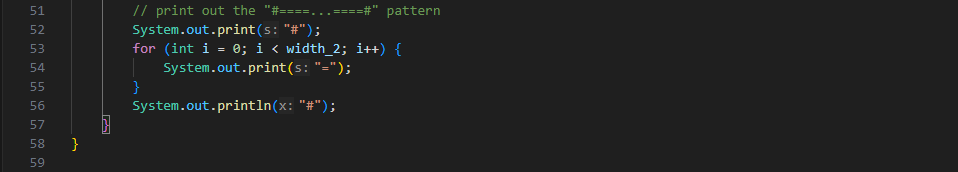 51 // print out the "#====...====#" pattern
52 System.out.print(s: "#");
53 for (int i = 0; i < width_2; i++) {
54 System.out.print(s: "=");
55 }
56 System.out.println(x: "#");
57 }
58 }
59